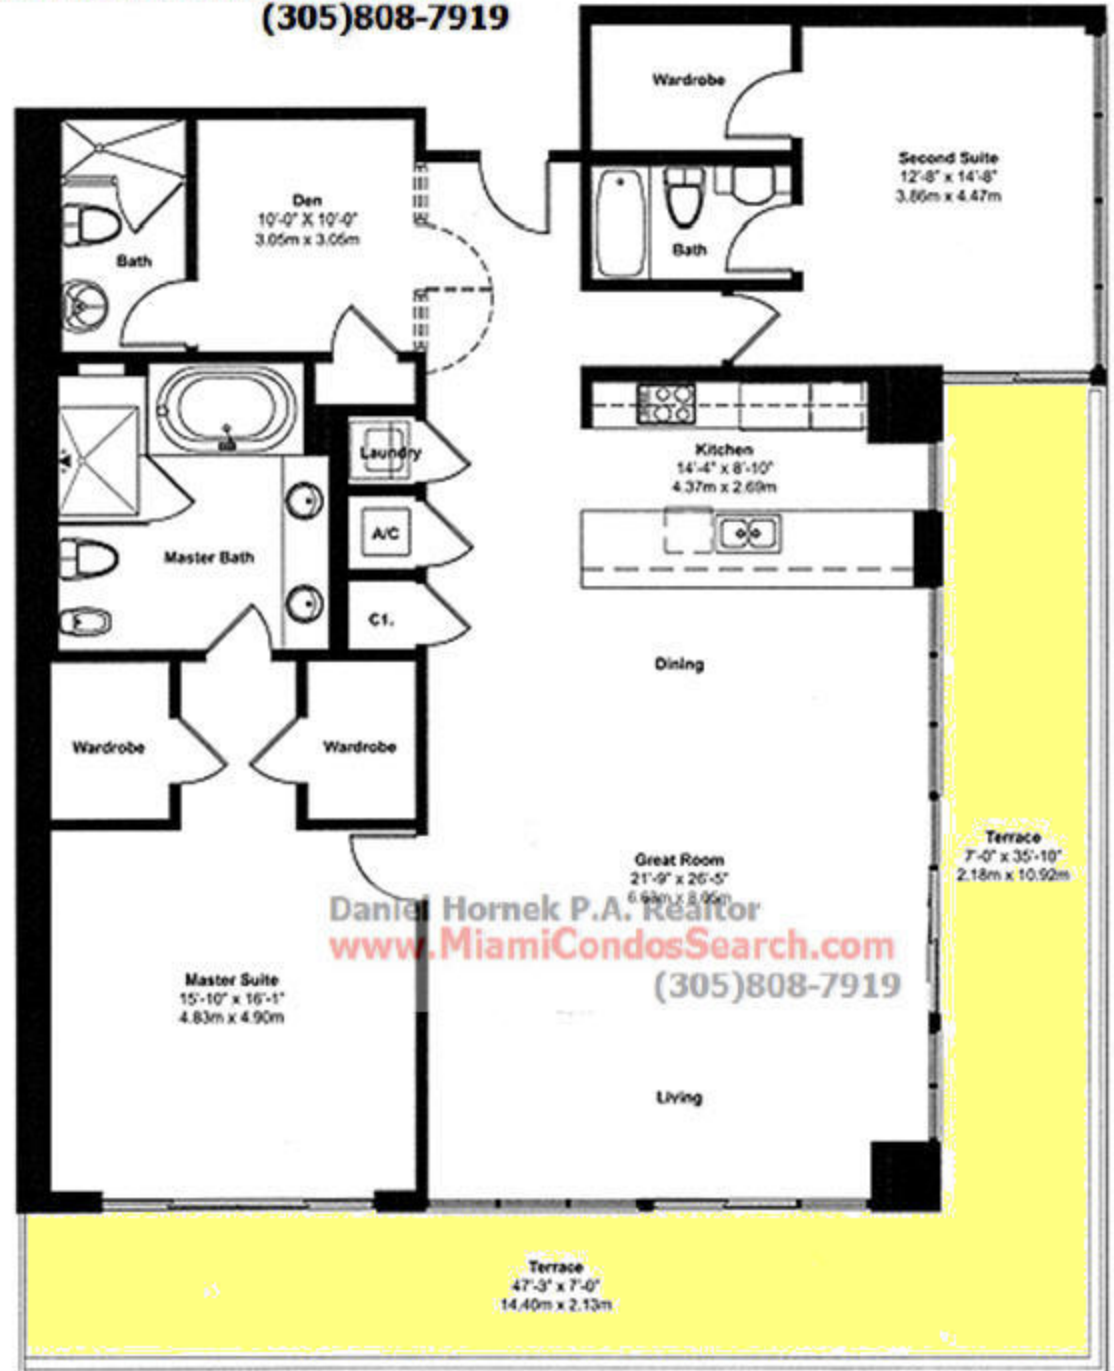 (305)808-7919
Wardrobe
Second Suite
12'-8" x 14'-8"
3.86m x 4.47m
Den
10'-0" X 10'-0"
3.05m x 3.05m
Bath
Bath
Kitchen
14'-4" x 8'-10"
4.37m x 2.69m
Laundry
A/C
Master Bath
C1.
Dining
Wardrobe
Wardrobe
Great Room
21'-9" x 26'-5"
6.63m x 8.05m
Terrace
7'-0" x 35'-10"
2.18m x 10.92m
Daniel Hornek P.A. Realtor
www.MiamiCondosSearch.com
(305)808-7919
Master Suite
15'-10" x 16'-1"
4.83m x 4.90m
Living
Terrace
47'-3" x 7'-0"
14.40m x 2.13m